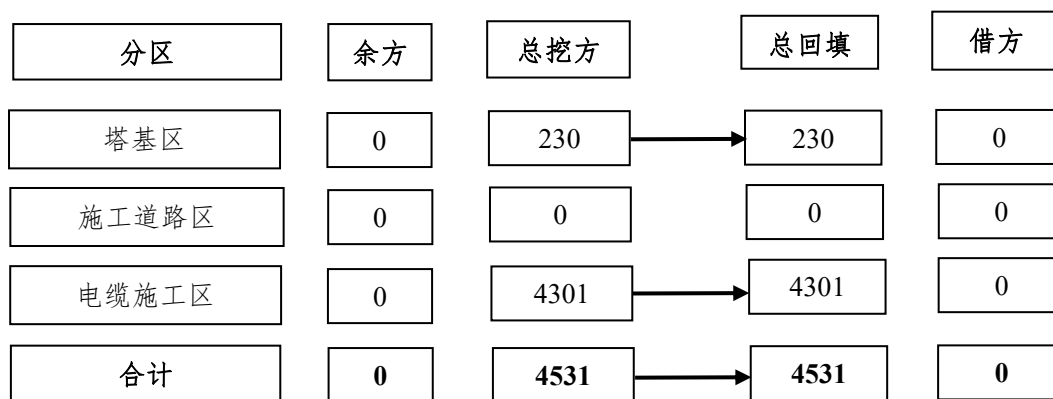 分区 余方 总挖方 总回填 借方
塔基区 0 230 230 0
施工道路区 0 0 0 0
电缆施工区 0 4301 4301 0
合计 0 4531 4531 0